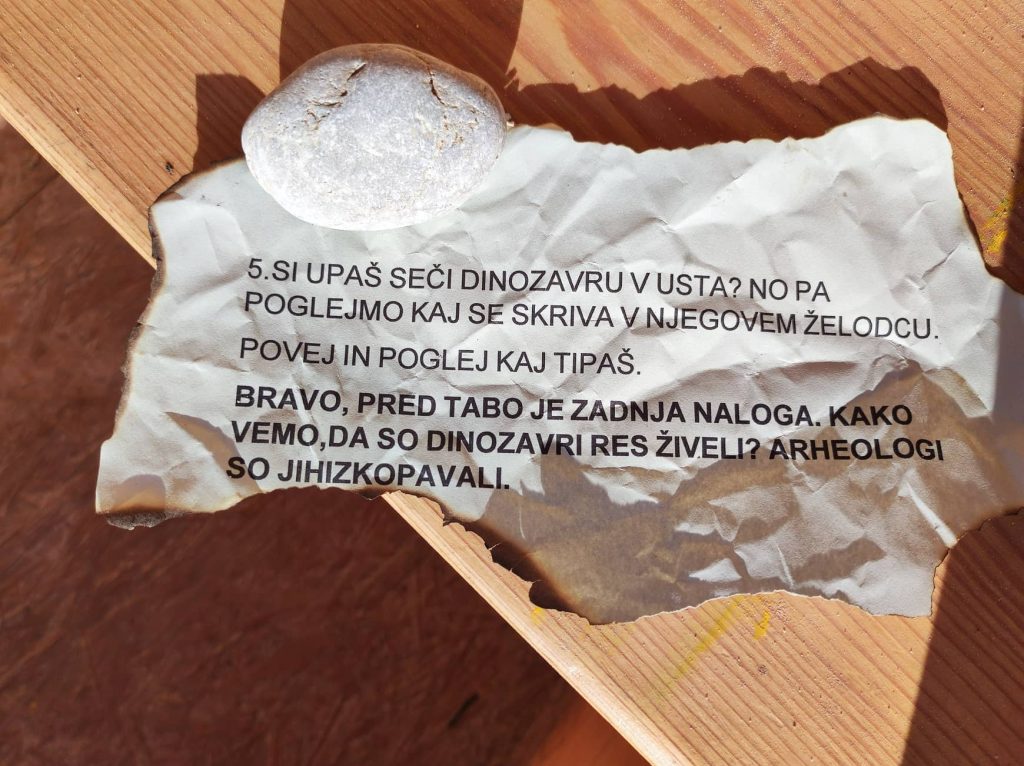 5.SI UPAŠ SEČI DINOZAVRU V USTA? NO PA
POGLEJMO KAJ SE SKRIVA V NJEGOVEM ŽELODCU.
POVEJ IN POGLEJ KAJ TIPAŠ.
BRAVO, PRED TABO JE ZADNJA NALOGA. KAKO
VEMO,DA SO DINOZAVRI RES ŽIVELI? ARHEOLOGI
SO JIHIZKOPAVALI.